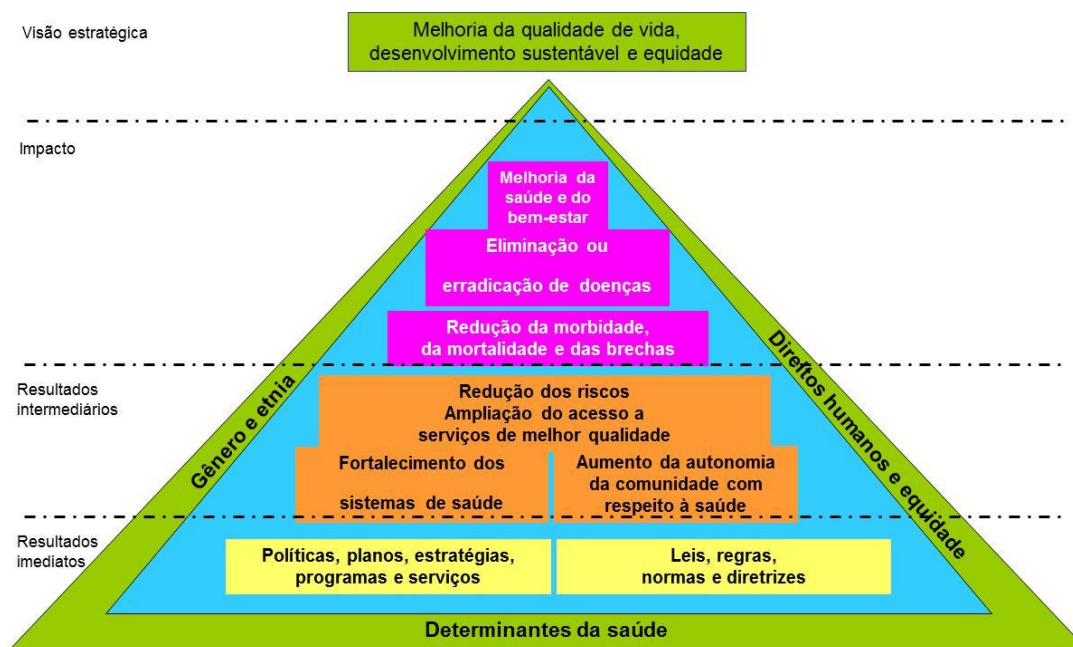 Visão estratégica
Melhoria da qualidade de vida,
desenvolvimento sustentável e equidade
Impacto
Melhoria da
saúde e do
bem-estar
Eliminação ou
erradicação de doenças
Redução da morbidade,
da mortalidade e das brechas
Resultados
intermediários
Redução dos riscos
Ampliação do acesso a
serviços de melhor qualidade
Fortalecimento dos
sistemas de saúde
Aumento da autonomia
da comunidade com
respeito à saúde
Gênero e etnia
Direitos humanos e equidade
Resultados
imediatos
Políticas, planos, estratégias,
programas e serviços
Leis, regras,
normas e diretrizes
Determinantes da saúde